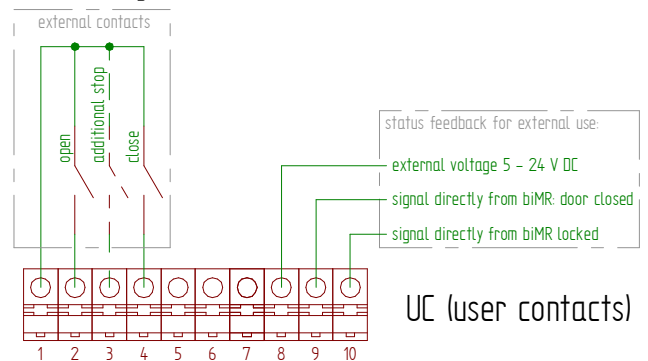 external contacts
open
additional stop
close
status feedback for external use:
external voltage 5 - 24 V DC
signal directly from biMR: door closed
signal directly from biMR locked
UC (user contacts)
1 2 3 4 5 6 7 8 9 10